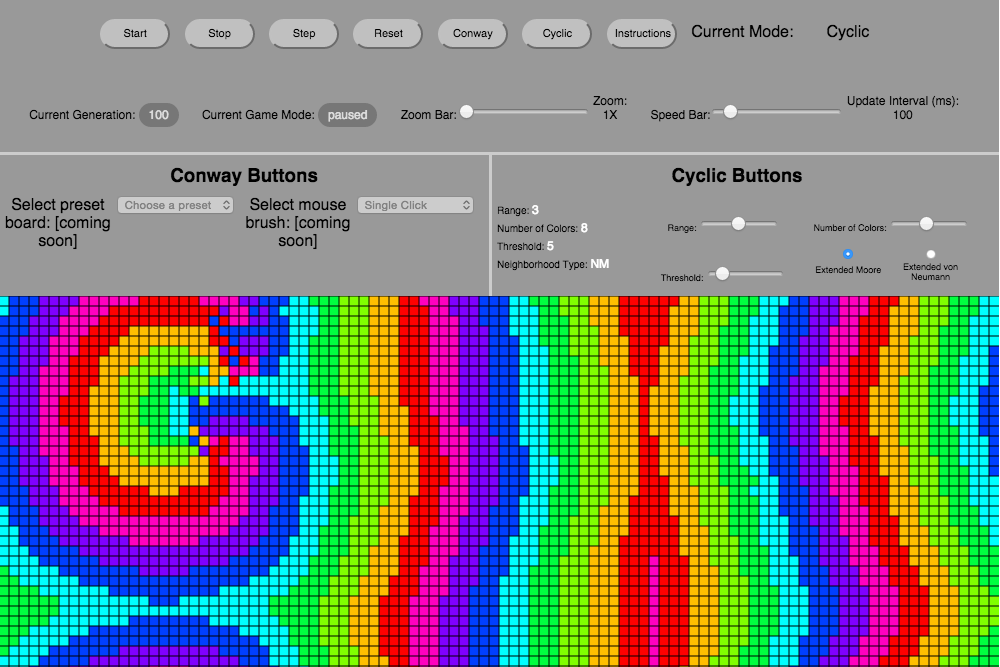 Start Stop Step Reset Conway Cyclic Instructions Current Mode: Cyclic
Current Generation: 100 Current Game Mode: paused Zoom Bar: Zoom: 1X Speed Bar: Update Interval (ms): 100
Conway Buttons
Select preset
board: [coming
soon]
Choose a preset
Select mouse
brush: [coming
soon]
Single Click
Cyclic Buttons
Range: 3
Number of Colors: 8
Threshold: 5
Neighborhood Type: NM
Range:
Number of Colors:
Threshold:
Extended Moore
Extended von
Neumann